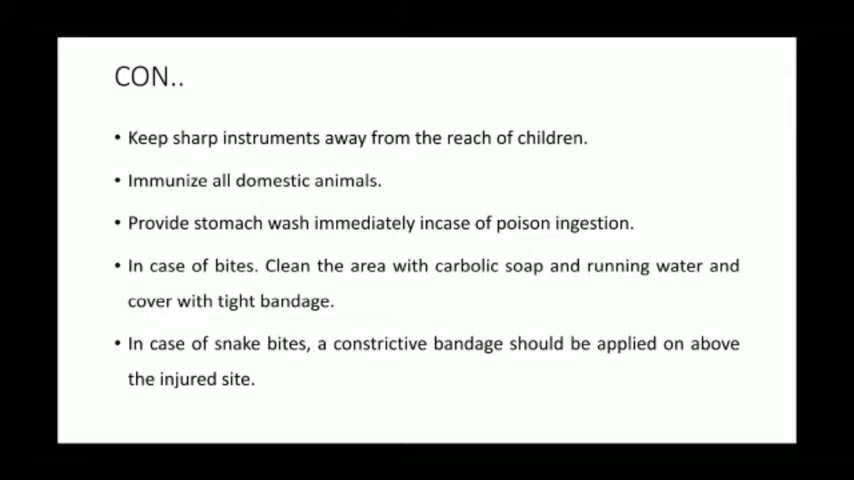 CON..
• Keep sharp instruments away from the reach of children.
• Immunize all domestic animals.
• Provide stomach wash immediately incase of poison ingestion.
• In case of bites. Clean the area with carbolic soap and running water and
cover with tight bandage.
• In case of snake bites, a constrictive bandage should be applied on above
the injured site.